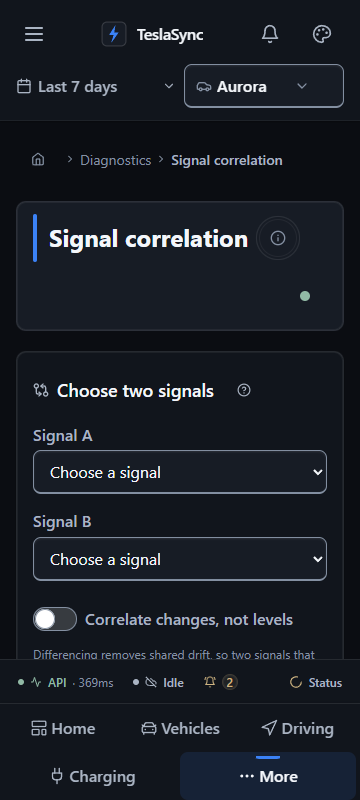 TeslaSync
Last 7 days
Aurora
Diagnostics Signal correlation
Signal correlation
Choose two signals
Signal A
Choose a signal
Signal B
Choose a signal
Correlate changes, not levels
Differencing removes shared drift, so two signals that
API · 369ms Idle 2 Status
Home Vehicles Driving
Charging ··· More